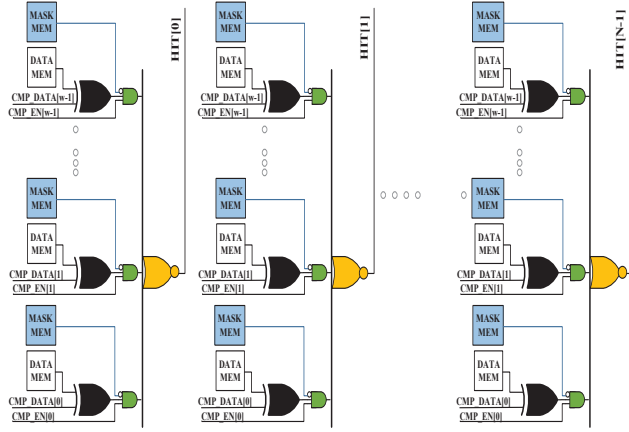 MASK
MEM
DATA
MEM
CMP_DATA[w-1]
CMP_EN[w-1]
HIT[0]
MASK
MEM
DATA
MEM
CMP_DATA[w-1]
CMP_EN[w-1]
HIT[1]
MASK
MEM
DATA
MEM
CMP_DATA[w-1]
CMP_EN[w-1]
HIT[N-1]
MASK
MEM
DATA
MEM
CMP_DATA[1]
CMP_EN[1]
MASK
MEM
DATA
MEM
CMP_DATA[1]
CMP_EN[1]
MASK
MEM
DATA
MEM
CMP_DATA[1]
CMP_EN[1]
MASK
MEM
DATA
MEM
CMP_DATA[0]
CMP_EN[0]
MASK
MEM
DATA
MEM
CMP_DATA[0]
CMP_EN[0]
MASK
MEM
DATA
MEM
CMP_DATA[0]
CMP_EN[0]